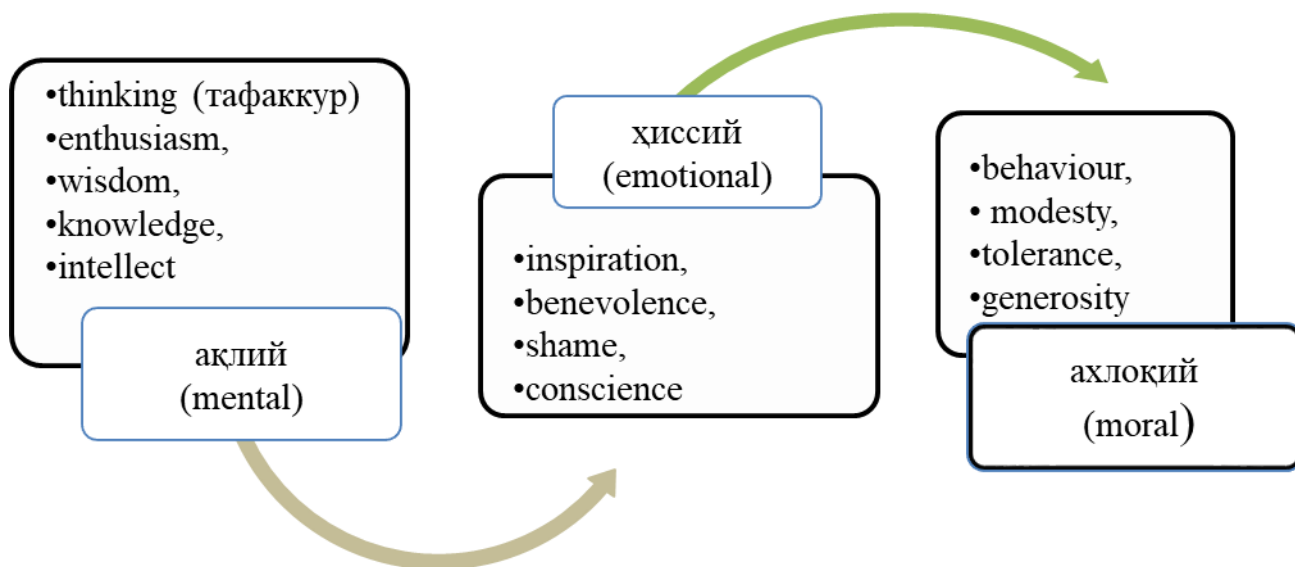 •thinking (тафаккур)
•enthusiasm,
•wisdom,
•knowledge,
•intellect
ақлий
(mental)
ҳиссий
(emotional)
•inspiration,
•benevolence,
•shame,
•conscience
•behaviour,
• modesty,
•tolerance,
•generosity
ахлоқий
(moral)